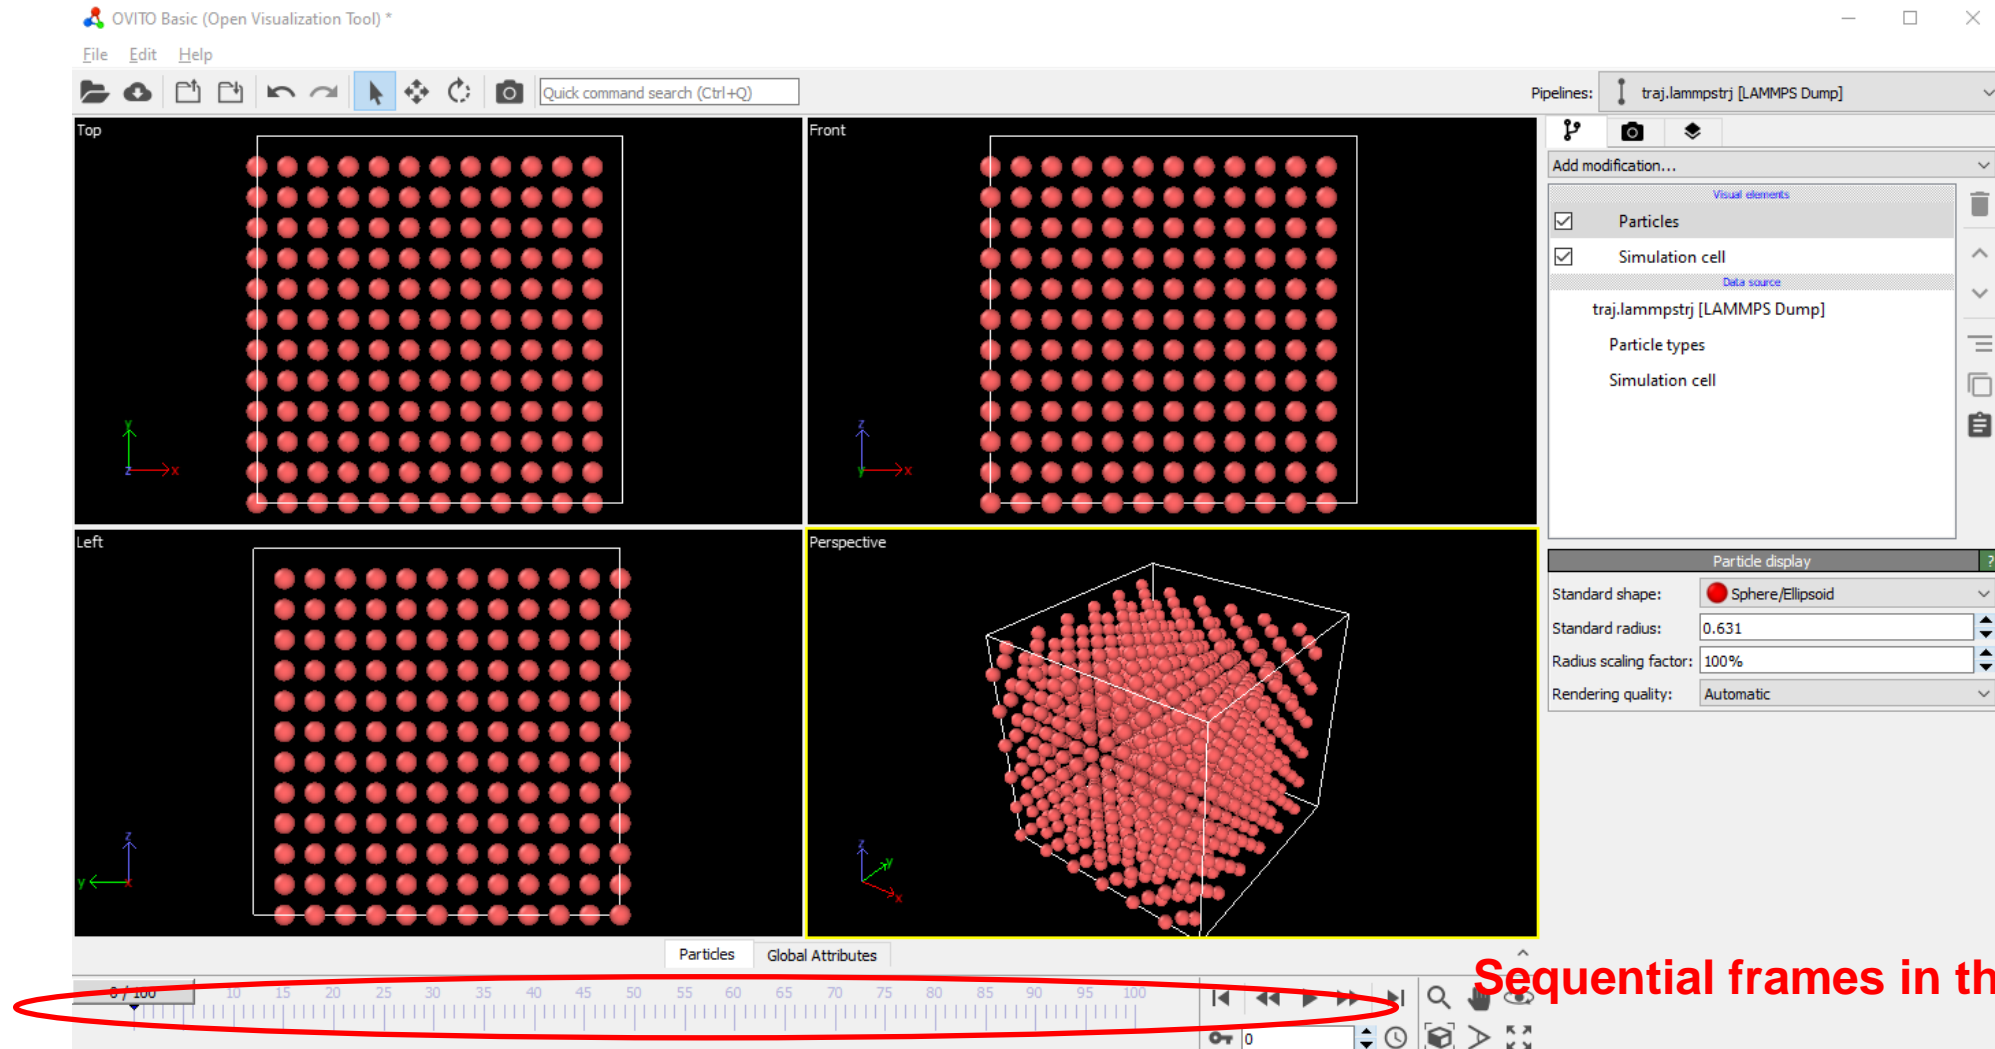 OVITO Basic (Open Visualization Tool) *
File Edit Help
Quick command search (Ctrl+Q)
Pipelines: traj.lammpstrj [LAMMPS Dump]
Top
y
z x
Front
z
y x
Left
z
y x
Perspective
z
y
x
Add modification...
Visual elements
Particles
Simulation cell
Data source
traj.lammpstrj [LAMMPS Dump]
Particle types
Simulation cell
Particle display ?
Standard shape: Sphere/Ellipsoid
Standard radius: 0.631
Radius scaling factor: 100%
Rendering quality: Automatic
Particles Global Attributes
Sequential frames in th
0 / 100 10 15 20 25 30 35 40 45 50 55 60 65 70 75 80 85 90 95 100
0